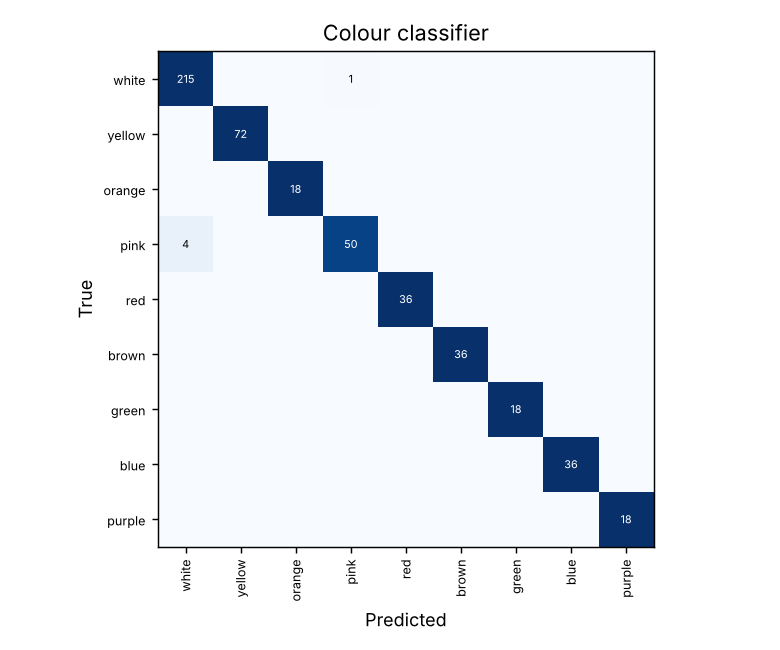 Colour classifier
white 215 1
yellow 72
orange 18
pink 4 50
red 36
brown 36
green 18
blue 36
purple 18
True
white yellow orange pink red brown green blue purple
Predicted